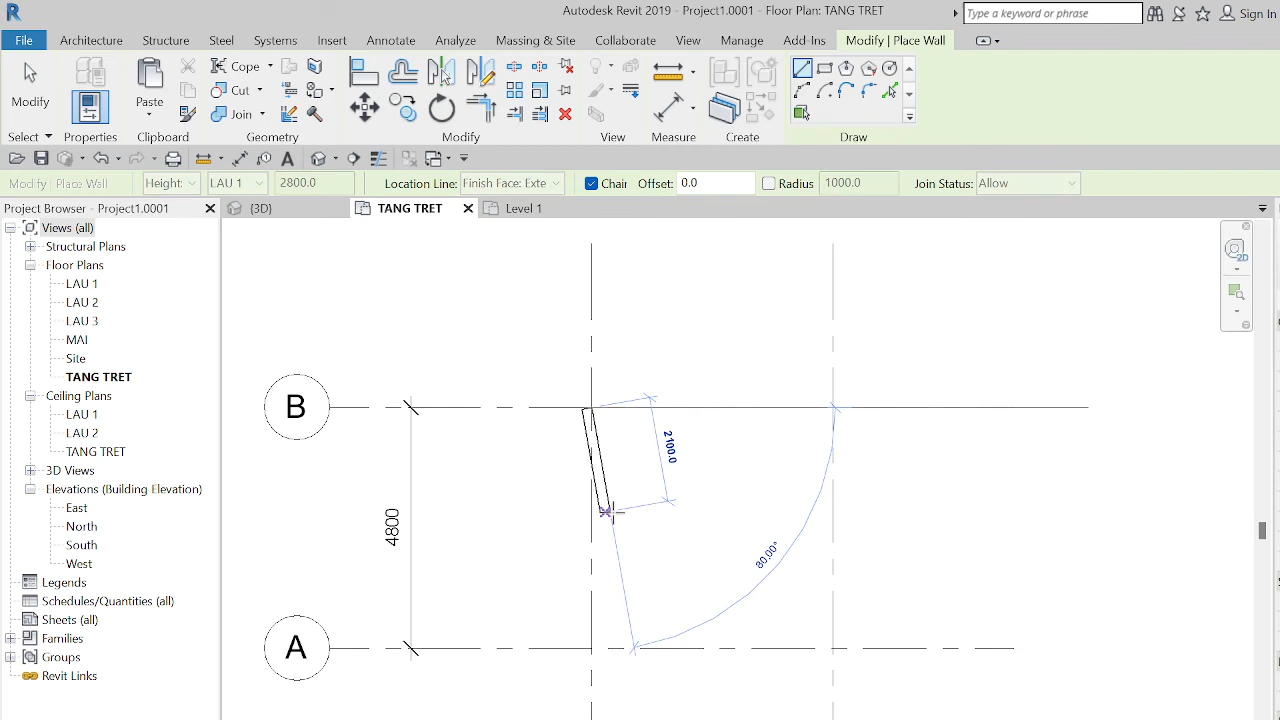 Autodesk Revit 2019 - Project1.0001 - Floor Plan: TANG TRET
Type a keyword or phrase
Sign In
File Architecture Structure Steel Systems Insert Annotate Analyze Massing & Site Collaborate View Manage Add-Ins Modify | Place Wall
Modify
Paste
Cope
Cut
Join
Select Properties Clipboard Geometry Modify View Measure Create Draw
Modify | Place Wall Height: LAU 1 2800.0 Location Line: Finish Face: Exte Chair Offset: 0.0 Radius 1000.0 Join Status: Allow
Project Browser - Project1.0001
(3D) TANG TRET Level 1
Views (all)
Structural Plans
Floor Plans
LAU 1
LAU 2
LAU 3
MAI
Site
TANG TRET
Ceiling Plans
LAU 1
LAU 2
TANG TRET
3D Views
Elevations (Building Elevation)
East
North
South
West
Legends
Schedules/Quantities (all)
Sheets (all)
Families
Groups
Revit Links
2D
B
2100.0
4800
80.00°
A